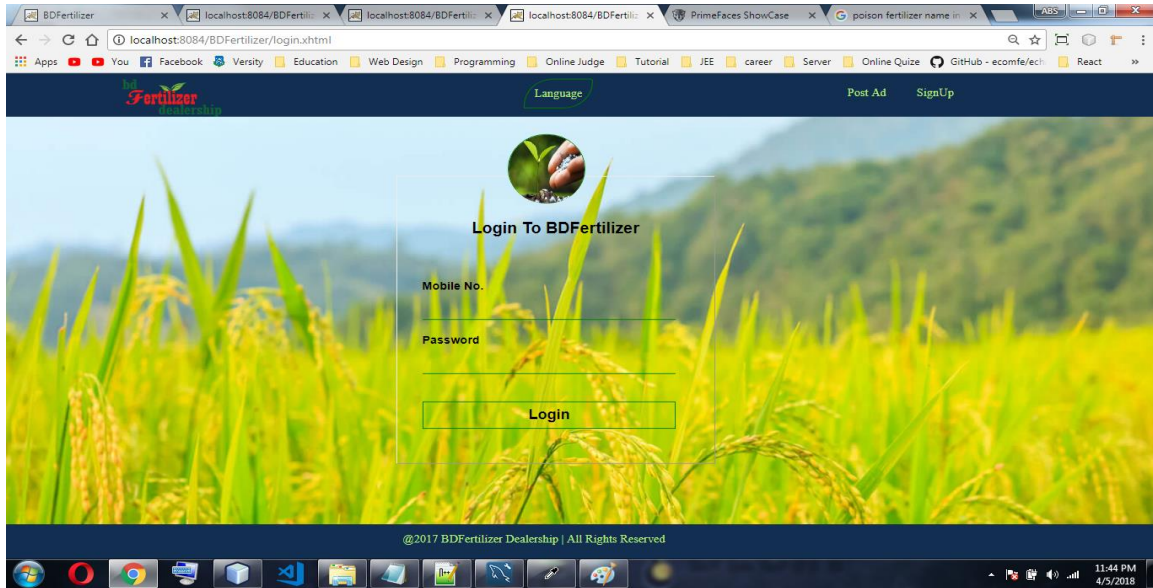 BDFertilizer
localhost:8084/BDFertiliz
localhost:8084/BDFertiliz
localhost:8084/BDFertiliz
PrimeFaces ShowCase
poison fertilizer name in
ABS
localhost:8084/BDFertilizer/login.xhtml
Apps You Facebook Versity Education Web Design Programming Online Judge Tutorial JEE career Server Online Quize GitHub - ecomfe/ech React »
bd
Fertilizer
dealership
Language
Post Ad SignUp
Login To BDFertilizer
Mobile No.
Password
Login
@2017 BDFertilizer Dealership | All Rights Reserved
11:44 PM
4/5/2018